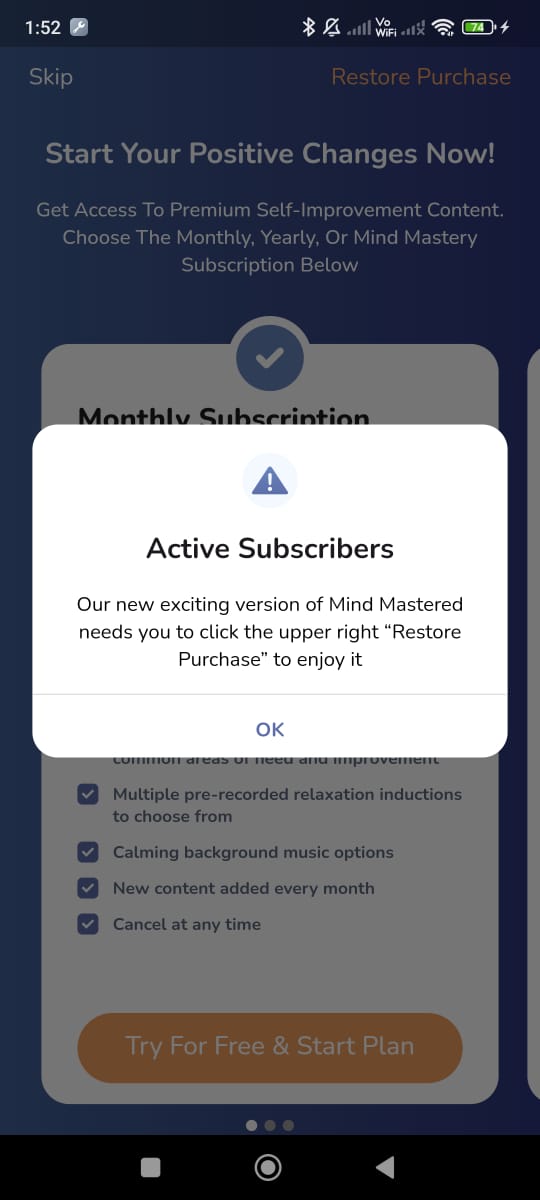 1:52
Vo
WiFi
74
Skip
Restore Purchase
Start Your Positive Changes Now!
Get Access To Premium Self-Improvement Content.
Choose The Monthly, Yearly, Or Mind Mastery
Subscription Below
Monthly Subscription
Active Subscribers
Our new exciting version of Mind Mastered
needs you to click the upper right “Restore
Purchase” to enjoy it
OK
common areas of need and improvement
Multiple pre-recorded relaxation inductions
to choose from
Calming background music options
New content added every month
Cancel at any time
Try For Free & Start Plan